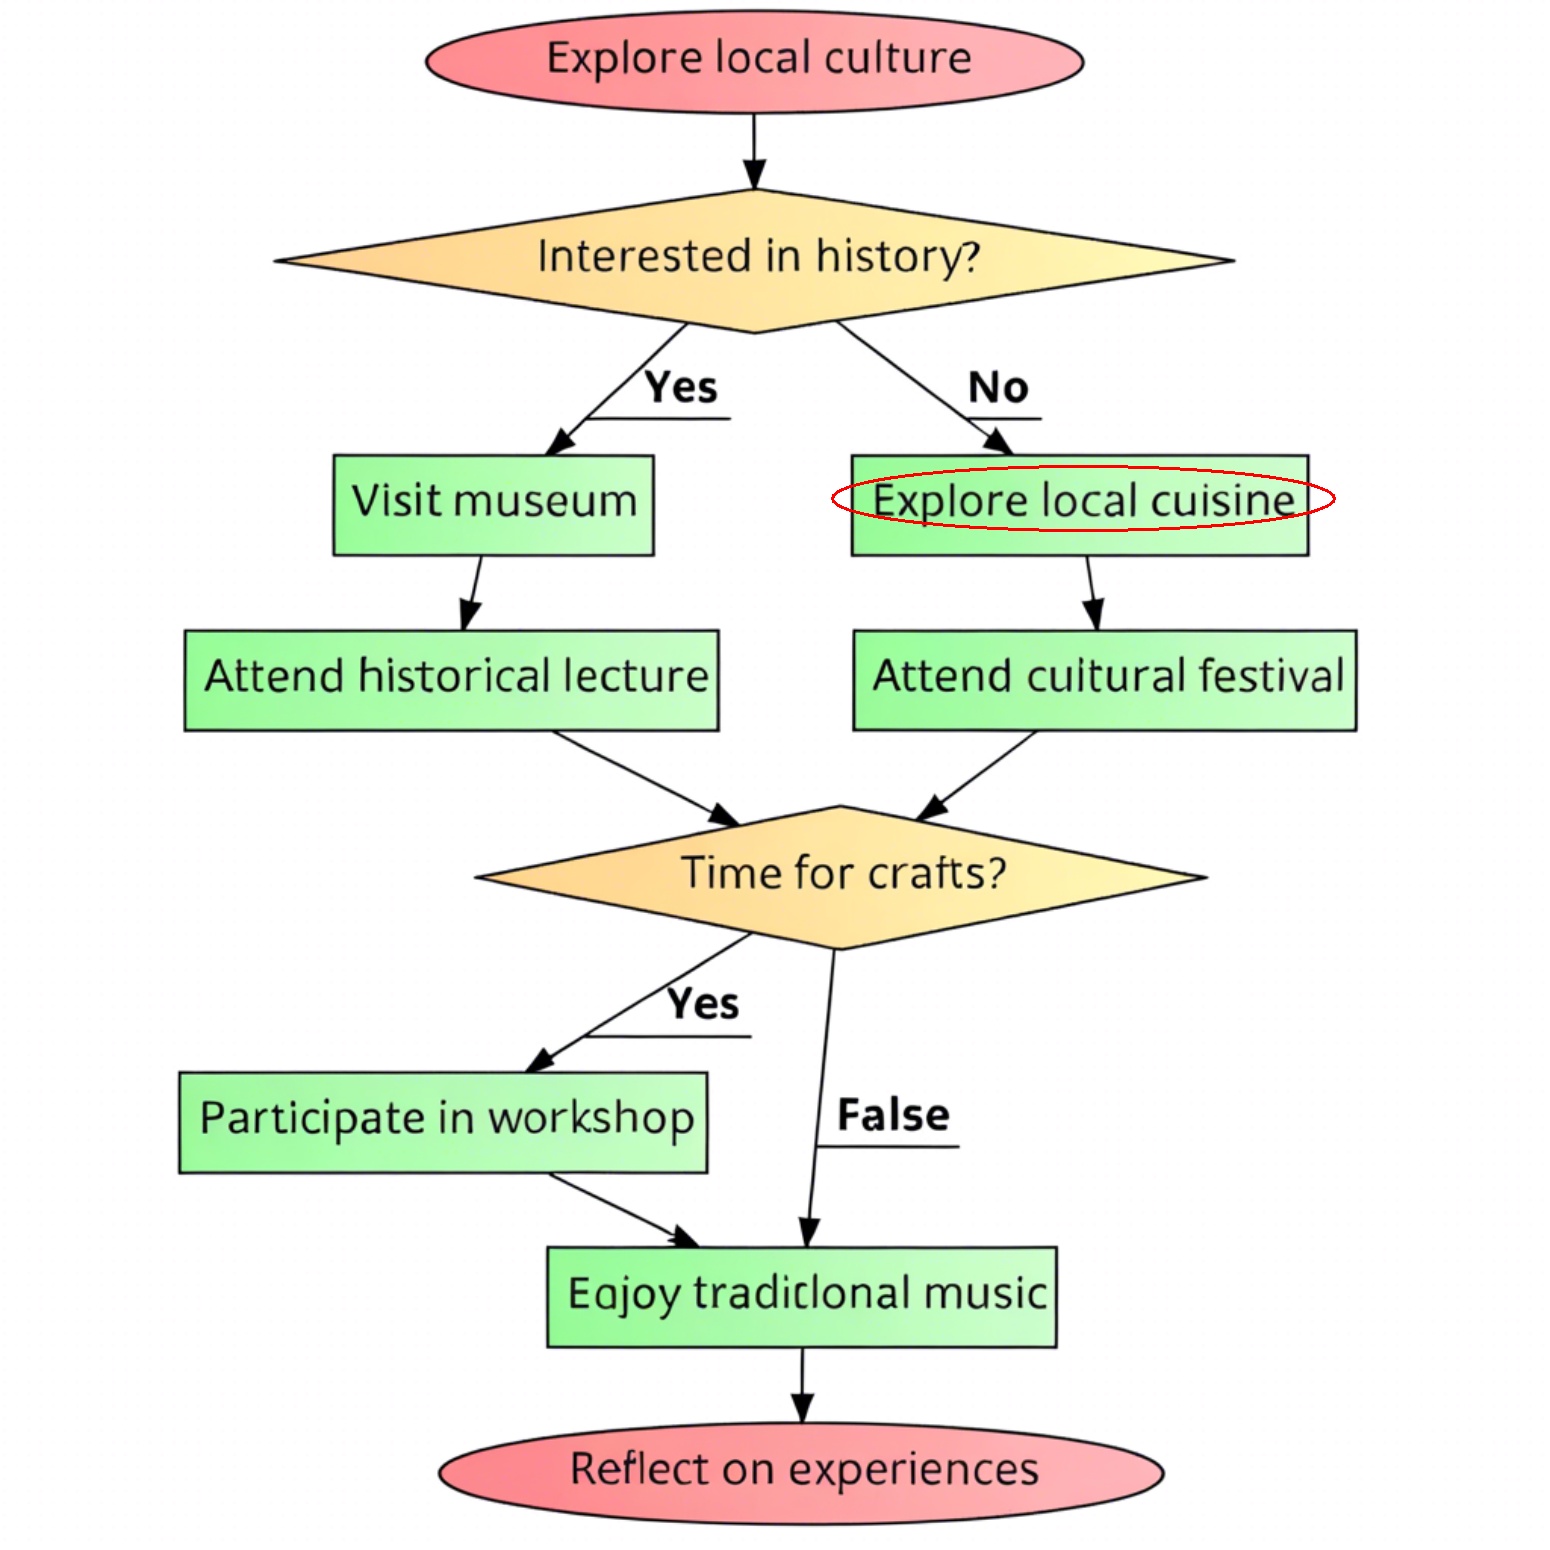 Explore local culture
Interested in history?
Yes
No
Visit museum
Explore local cuisine
Attend historical lecture
Attend cultural festival
Time for crafts?
Yes
False
Participate in workshop
Eajoy traditlonal music
Reflect on experiences